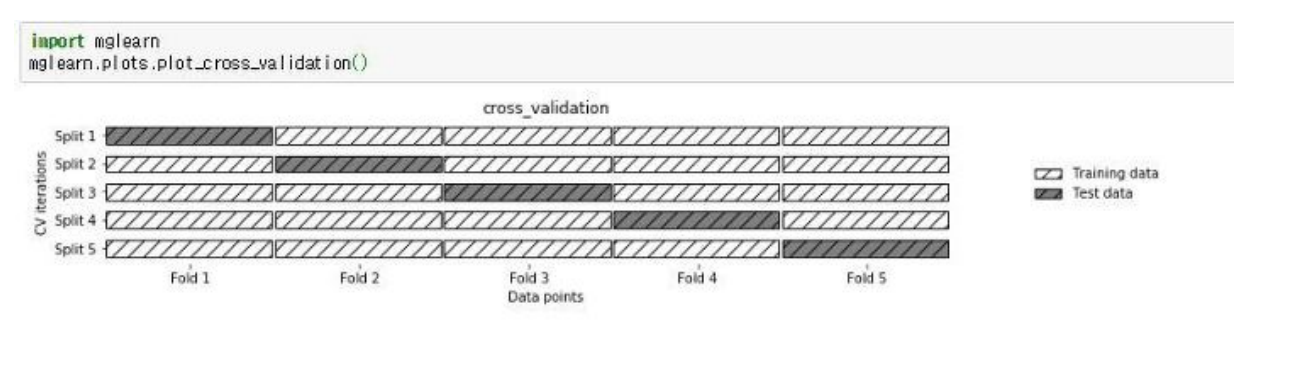 import mglearn
mglearn.plots.plot_cross_validation()
cross_validation
Split 1
Split 2
Split 3
Split 4
Split 5
CV iterations
Fold 1 Fold 2 Fold 3 Fold 4 Fold 5
Data points
Training data
Test data